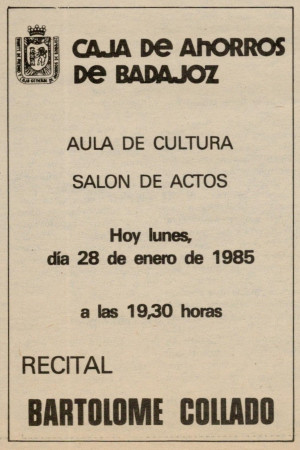 CAJA DE AHORROS
DE BADAJOZ
AULA DE CULTURA
SALON DE ACTOS
Hoy lunes,
día 28 de enero de 1985
a las 19,30 horas
RECITAL
BARTOLOME COLLADO